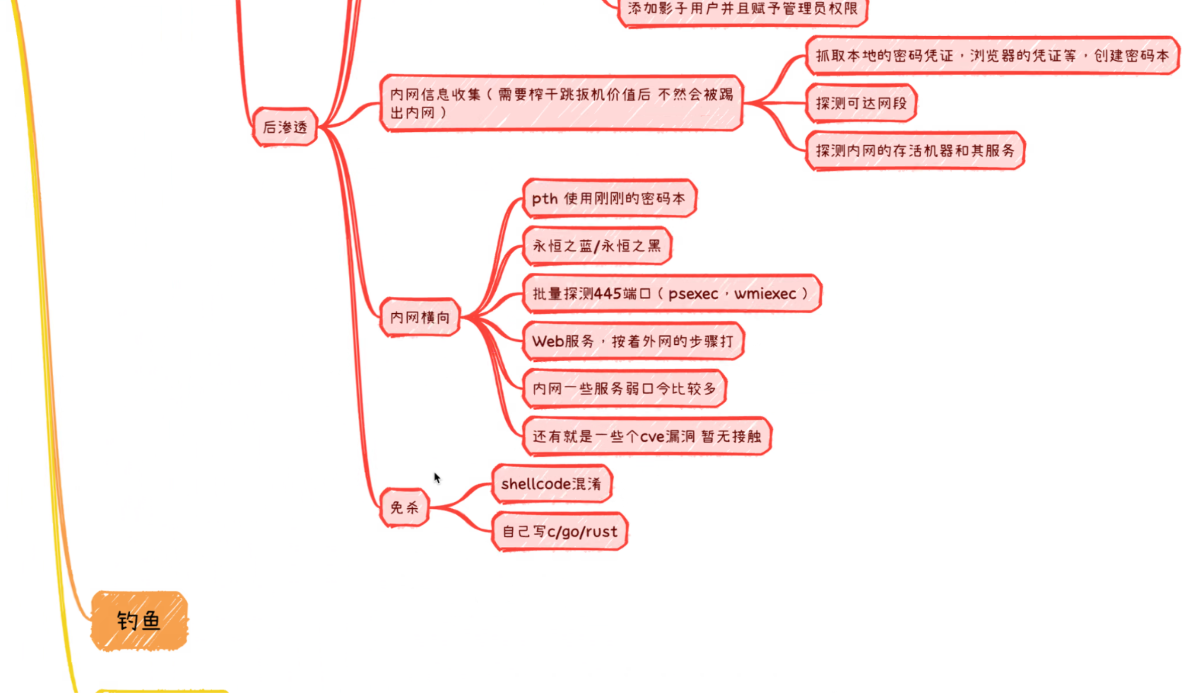 添加影子用户并且赋予管理员权限
抓取本地的密码凭证，浏览器的凭证等，创建密码本
内网信息收集（需要榨干跳扳机价值后 不然会被踢
出内网）
探测可达网段
后渗透
探测内网的存活机器和其服务
pth 使用刚刚的密码本
永恒之蓝/永恒之黑
批量探测445端口（psexec，wmiexec）
内网横向
Web服务，按着外网的步骤打
内网一些服务弱口令比较多
还有就是一些个cve漏洞 暂无接触
shellcode混淆
免杀
自己写c/go/rust
钓鱼